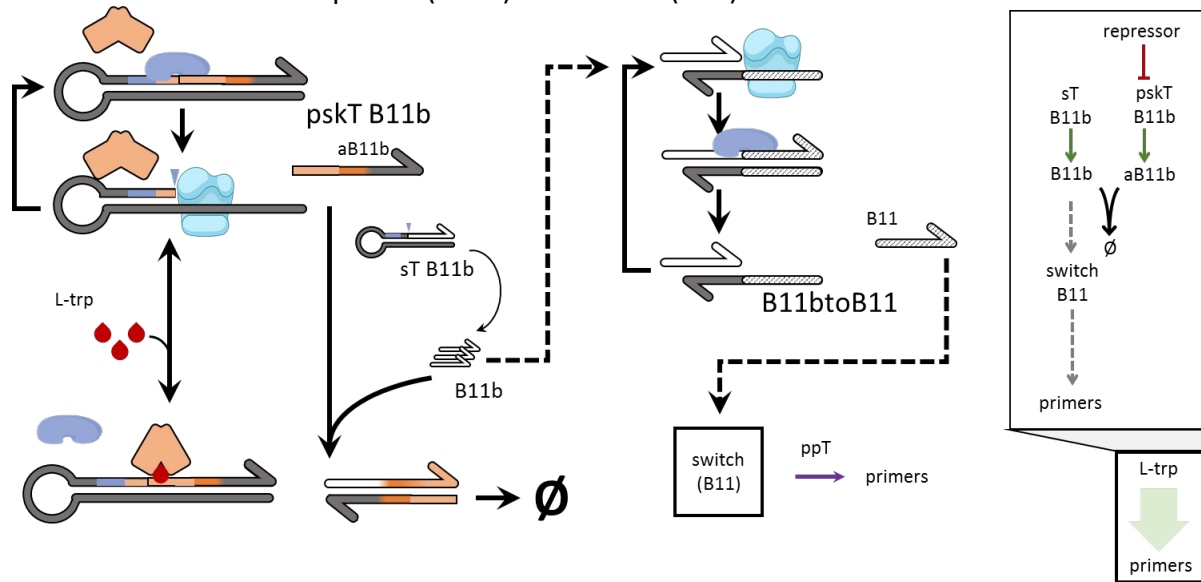 pskT B11b
aB11b
sT B11b
L-trp
B11b
Ø
B11
B11btoB11
switch
(B11)
ppT
primers
repressor
sT
B11b
pskT
B11b
B11b
aB11b
Ø
switch
B11
primers
L-trp
primers